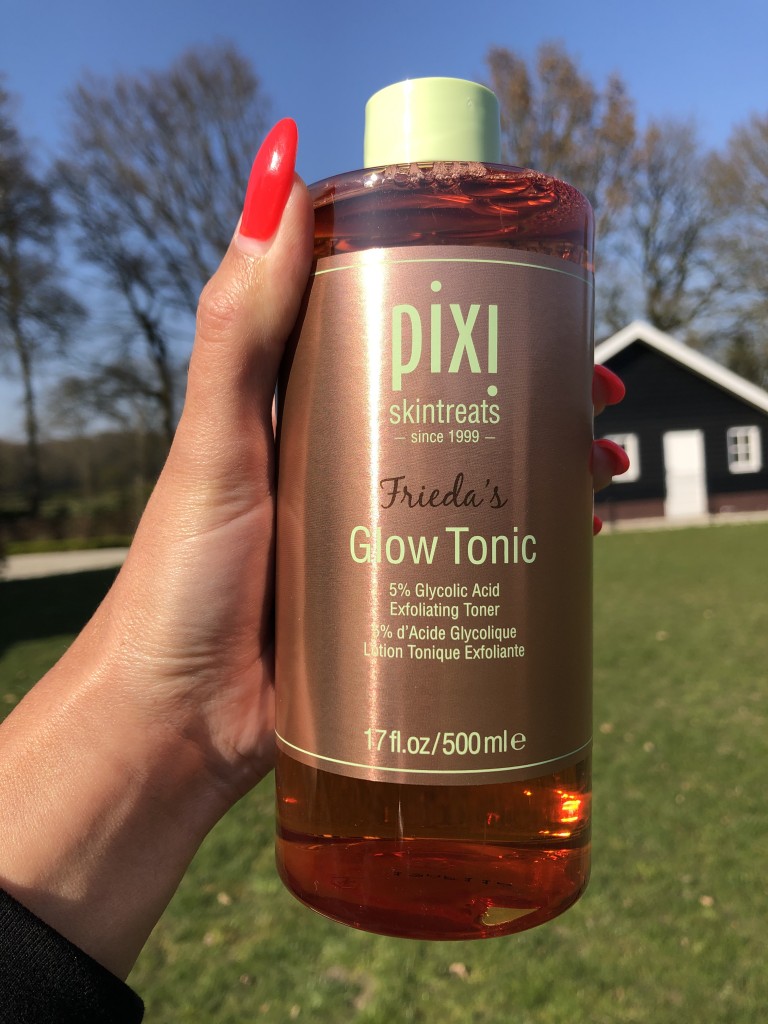 pixi
skintreats
– since 1999 –
Frieda's
Glow Tonic
5% Glycolic Acid
Exfoliating Toner
5% d'Acide Glycolique
Lotion Tonique Exfoliante
17 fl.oz/500 ml e